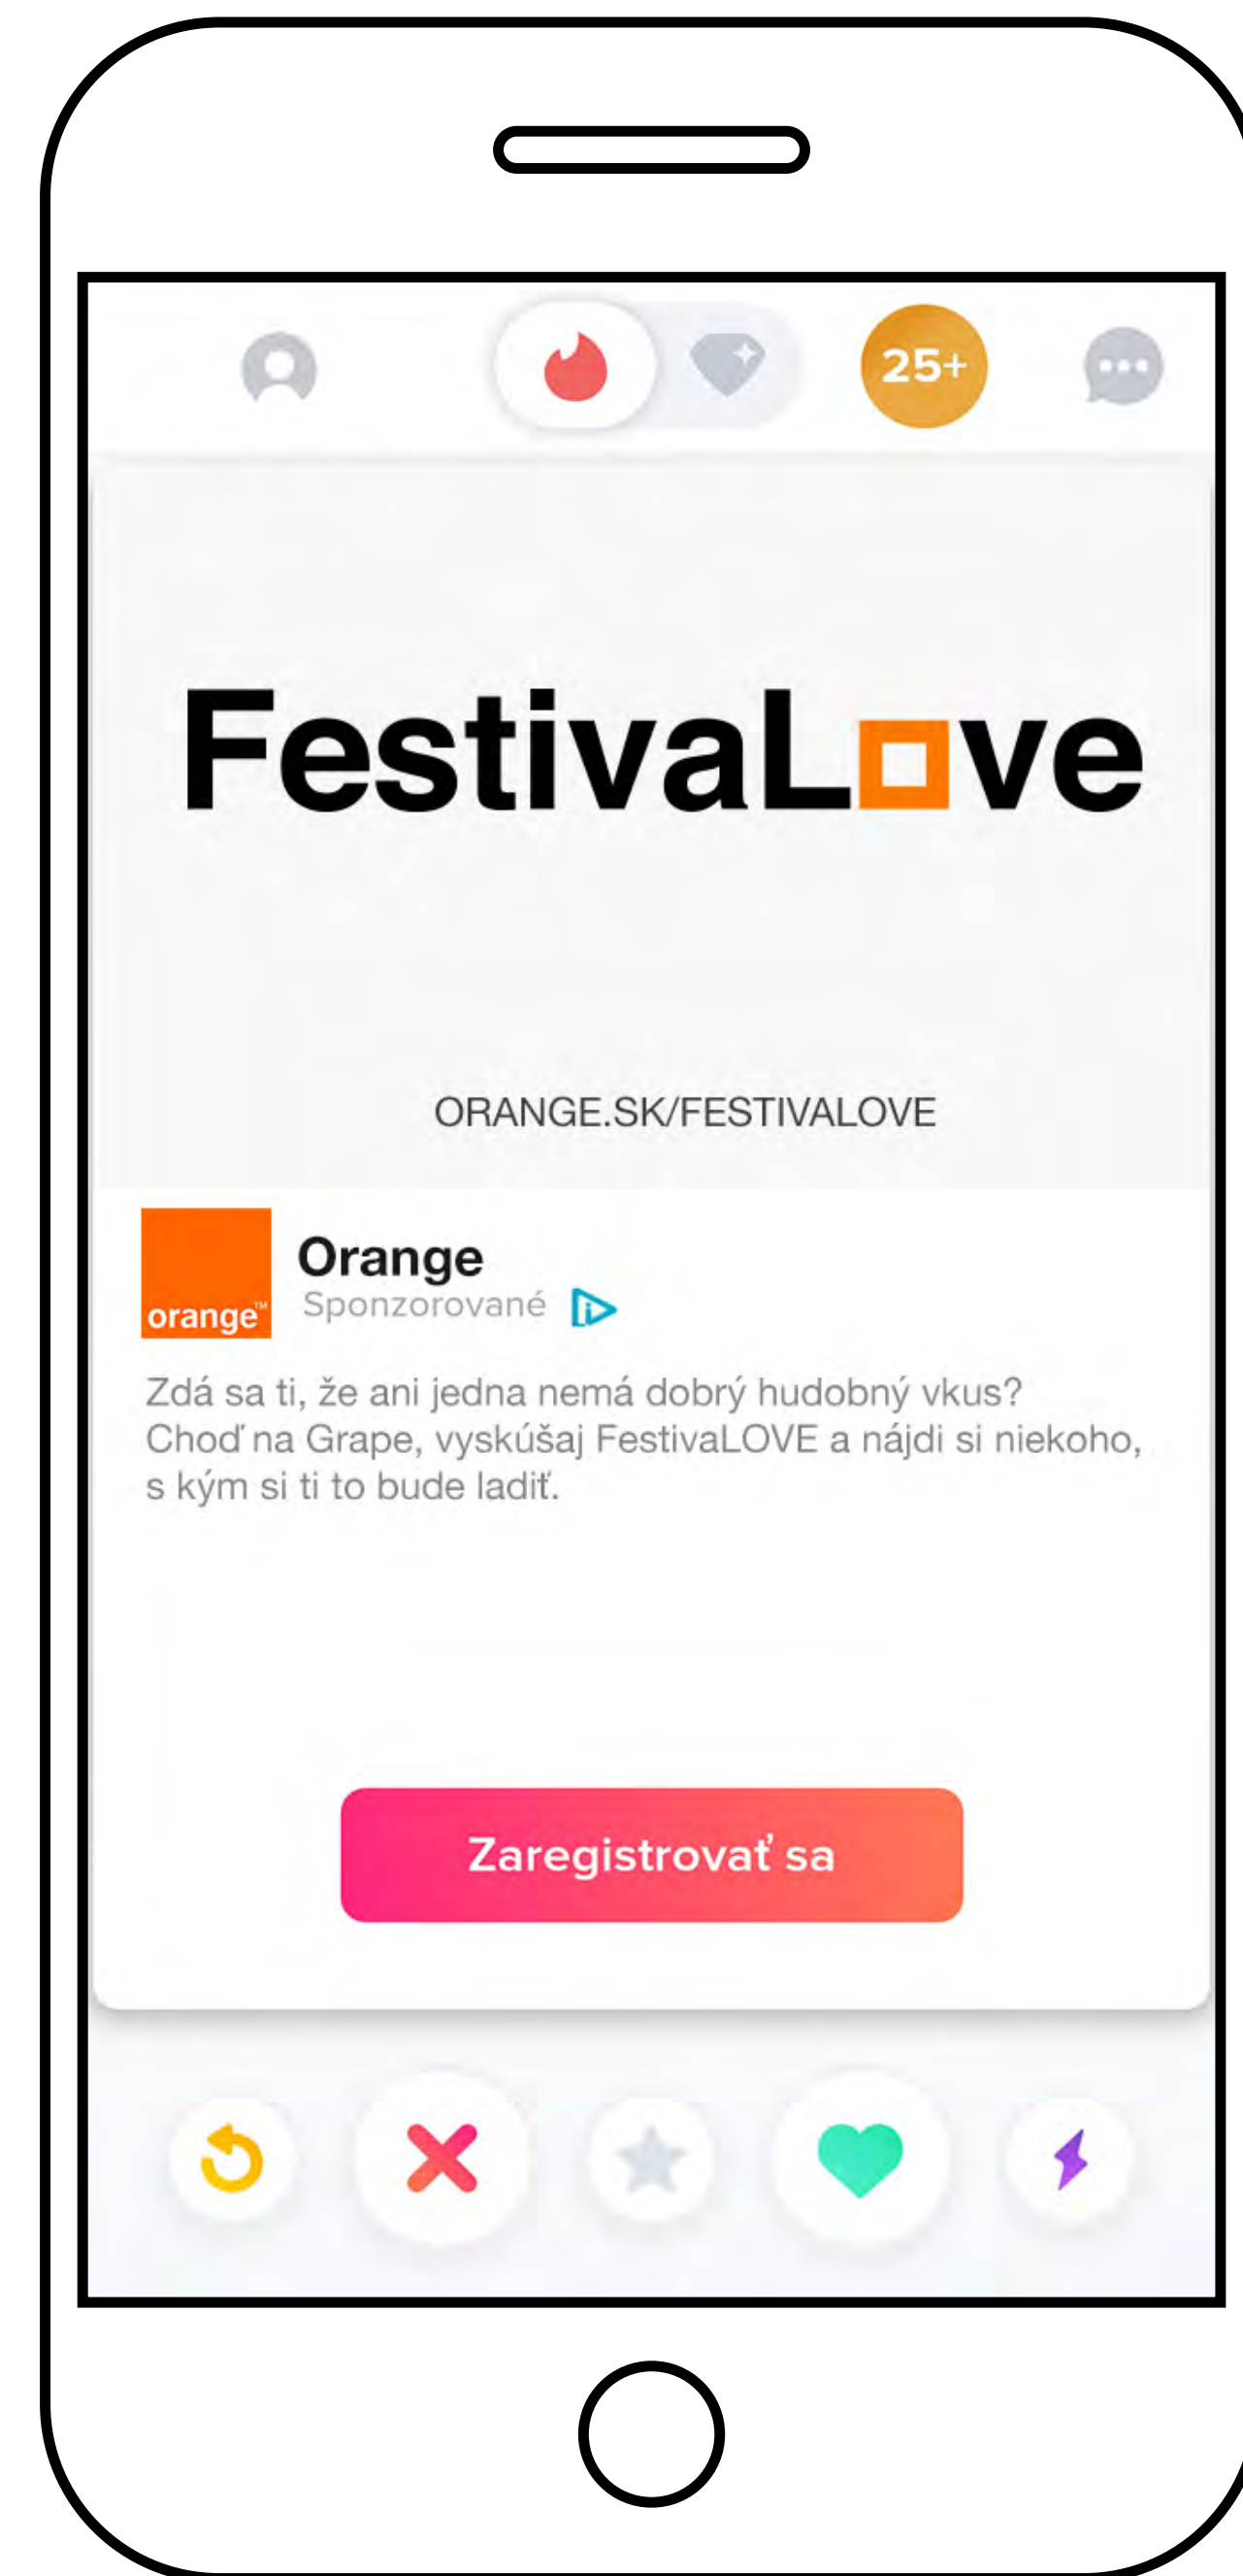 25+
FestivaLove
ORANGE.SK/FESTIVALOVE
orange™
Orange
Sponzorované
Zdá sa ti, že ani jedna nemá dobrý hudobný vkus?
Choď na Grape, vyskúšaj FestivaLOVE a nájdi si niekoho,
s kým si ti to bude ladiť.
Zaregistrovať sa